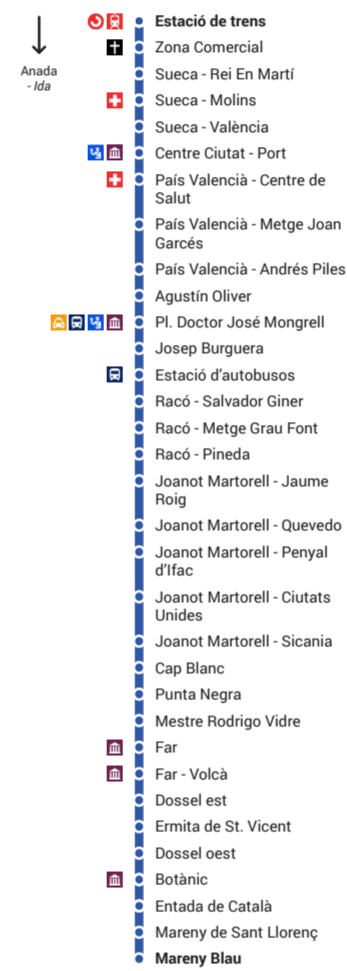 Estació de trens
Zona Comercial
Anada
- Ida
Sueca - Rei En Martí
Sueca - Molins
Sueca - València
Centre Ciutat - Port
País Valencià - Centre de
Salut
País Valencià - Metge Joan
Garcés
País Valencià - Andrés Piles
Agustín Oliver
Pl. Doctor José Mongrell
Josep Burguera
Estació d'autobusos
Racó - Salvador Giner
Racó - Metge Grau Font
Racó - Pineda
Joanot Martorell - Jaume
Roig
Joanot Martorell - Quevedo
Joanot Martorell - Penyal
d'Ifac
Joanot Martorell - Ciutats
Unides
Joanot Martorell - Sicania
Cap Blanc
Punta Negra
Mestre Rodrigo Vidre
Far
Far - Volcà
Dossel est
Ermita de St. Vicent
Dossel oest
Botànic
Entada de Català
Mareny de Sant Llorenç
Mareny Blau